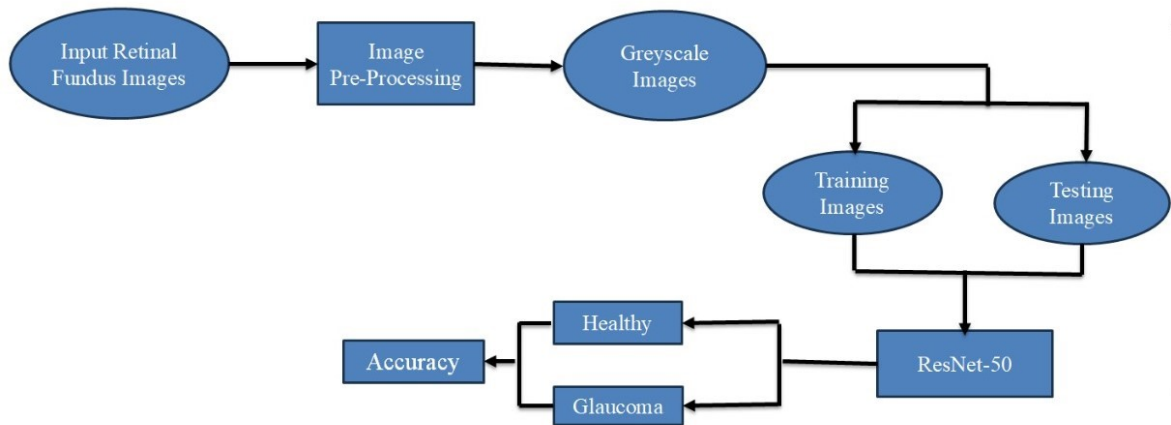 Input Retinal
Fundus Images
Image
Pre-Processing
Greyscale
Images
Training
Images
Testing
Images
ResNet-50
Healthy
Glaucoma
Accuracy